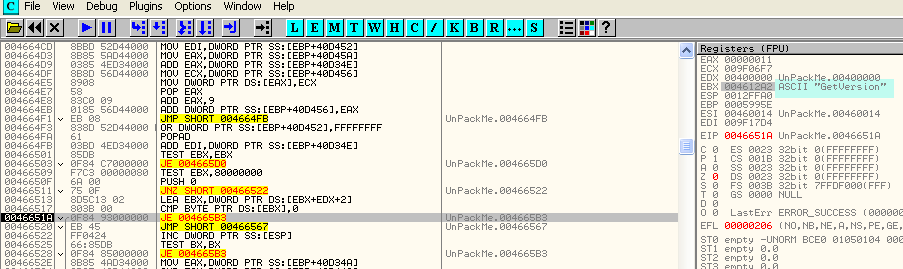 C File View Debug Plugins Options Window Help
L E M T W H C / K B R ... S ?
004664CD 8BBD 52D44000 MOV EDI,DWORD PTR SS:[EBP+40D452]
004664D3 8B85 5AD44000 MOV EAX,DWORD PTR SS:[EBP+40D45A]
004664D9 0385 4ED34000 ADD EAX,DWORD PTR SS:[EBP+40D34E]
004664DF 8B8D 56D44000 MOV ECX,DWORD PTR SS:[EBP+40D456]
004664E5 8908 MOV DWORD PTR DS:[EAX],ECX
004664E7 58 POP EAX
004664E8 83C0 09 ADD EAX,9
004664EB 0185 56D44000 ADD DWORD PTR SS:[EBP+40D456],EAX
004664F1 EB 08 JMP SHORT 004664FB UnPackMe.004664FB
004664F3 838D 52D44000 OR DWORD PTR SS:[EBP+40D452],FFFFFFFF
004664FA 61 POPAD
004664FB 03BD 4ED34000 ADD EDI,DWORD PTR SS:[EBP+40D34E]
00466501 85DB TEST EBX,EBX
00466503 0F84 C7000000 JE 004665D0 UnPackMe.004665D0
00466509 F7C3 00000080 TEST EBX,80000000
0046650F 6A 00 PUSH 0
00466511 75 0F JNZ SHORT 00466522 UnPackMe.00466522
00466513 8D5C13 02 LEA EBX,DWORD PTR DS:[EBX+EDX+2]
00466517 803B 00 CMP BYTE PTR DS:[EBX],0
0046651A 0F84 93000000 JE 004665B3 UnPackMe.004665B3
00466520 EB 45 JMP SHORT 00466567 UnPackMe.00466567
00466522 FF0424 INC DWORD PTR SS:[ESP]
00466525 66:85DB TEST BX,BX
00466528 0F84 85000000 JE 004665B3 UnPackMe.004665B3
Registers (FPU)
EAX 00000011
ECX 009F06F7
EDX 00400000 UnPackMe.00400000
EBX 004612A2 ASCII "GetVersion"
ESP 0012FFA0
EBP 0005995E
ESI 00460014 UnPackMe.00460014
EDI 009F17D4
EIP 0046651A UnPackMe.0046651A
C 0 ES 0023 32bit 0(FFFFFFFF)
P 1 CS 001B 32bit 0(FFFFFFFF)
A 0 SS 0023 32bit 0(FFFFFFFF)
Z 0 DS 0023 32bit 0(FFFFFFFF)
S 0 FS 003B 32bit 7FFDF000(FFF)
T 0 GS 0000 NULL
D 0
O 0 LastErr ERROR_SUCCESS (000000
EFL 00000206 (NO,NB,NE,A,NS,PE,GE,
ST0 empty -UNORM BCE0 01050104 000
ST1 empty 0.0
ST2 empty 0.0
ST3 empty 0.0